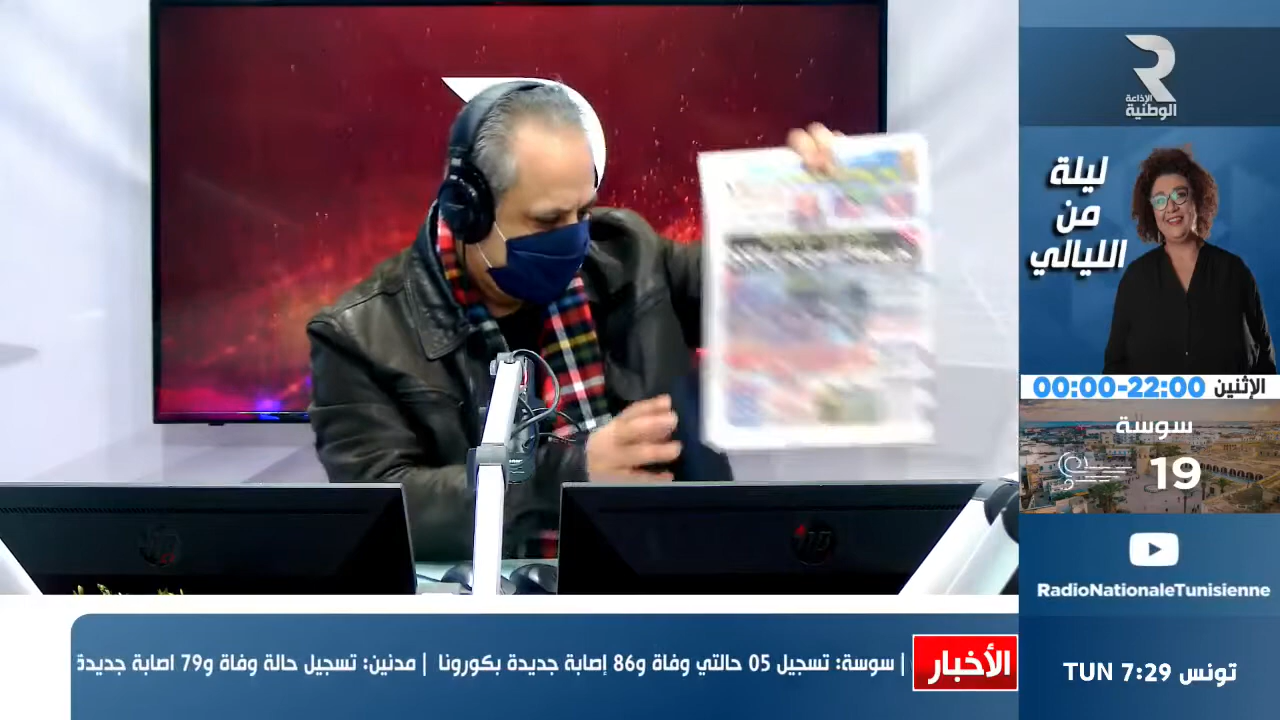 الإذاعة
الوطنية
ليلة
من
الليالي
الإثنين 22:00-00:00
سوسة
19
RadioNationaleTunisienne
الأخبار
| سوسة: تسجيل 05 حالتي وفاة و86 إصابة جديدة بكورونا | مدنين: تسجيل حالة وفاة و79 اصابة جديدة
تونس TUN 7:29